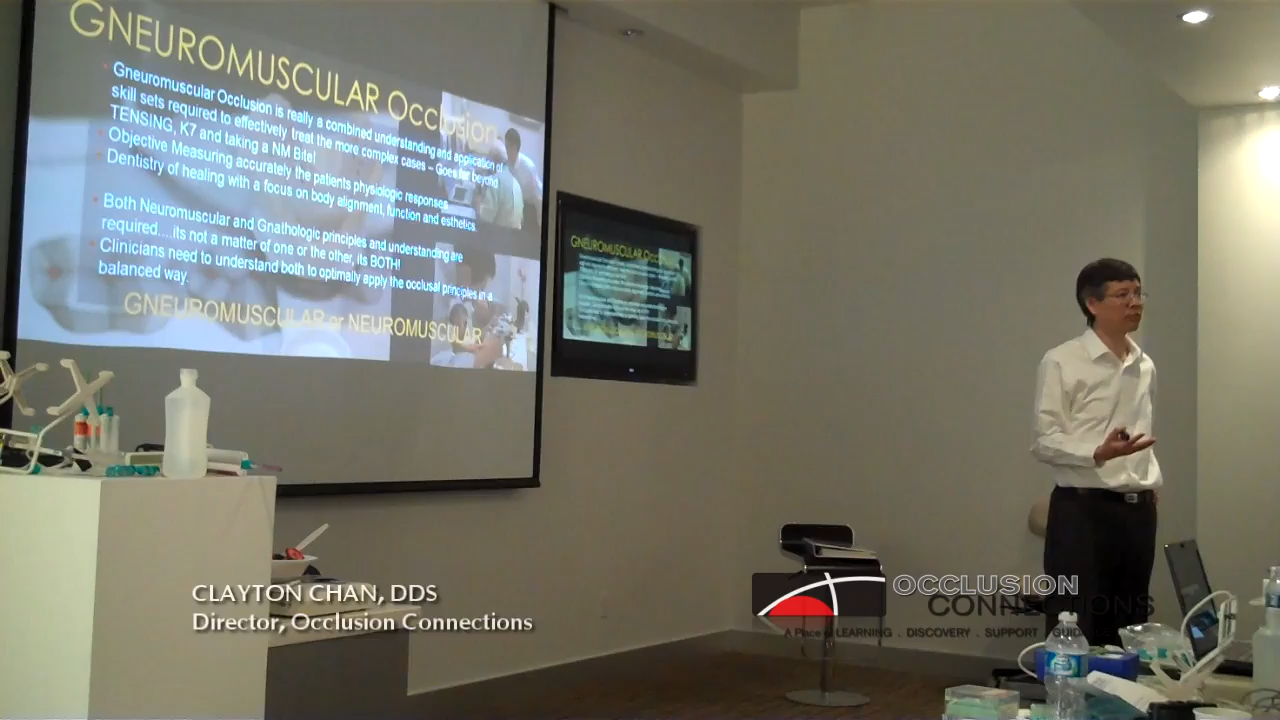 GNEUROMUSCULAR Occlusion
Gneuromuscular Occlusion is really a combined understanding and application of
skill sets required to effectively treat the more complex cases – Goes far beyond
TENSING, K7 and taking a NM Bite!
Objective Measuring accurately the patients physiologic responses
Dentistry of healing with a focus on body alignment, function and esthetics.
Both Neuromuscular and Gnathologic principles and understanding are
required....its not a matter of one or the other, its BOTH!
Clinicians need to understand both to optimally apply the occlusal principles in a
balanced way.
GNEUROMUSCULAR or NEUROMUSCULAR
GNEUROMUSCULAR Occlusion
CLAYTON CHAN, DDS
Director, Occlusion Connections
OCCLUSION
CONNECTIONS
A Place of LEARNING . DISCOVERY . SUPPORT .